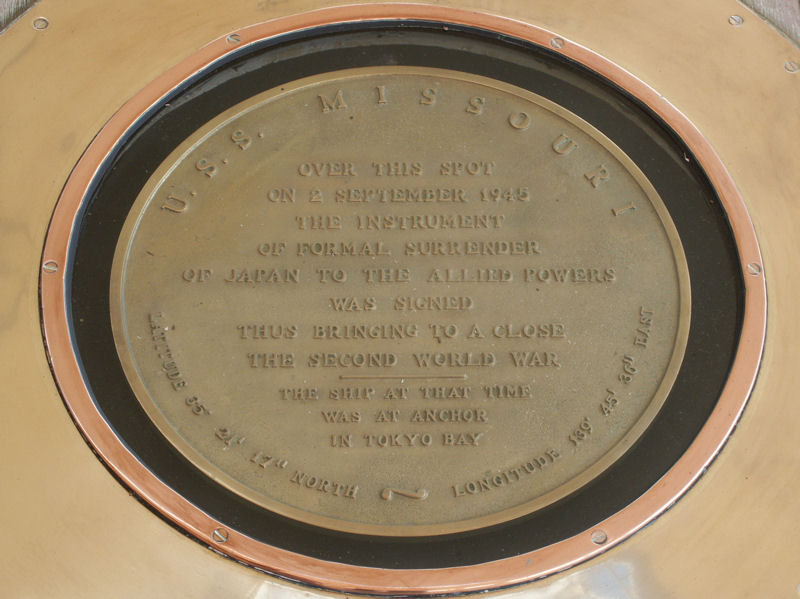 U.S.S. MISSOURI
OVER THIS SPOT
ON 2 SEPTEMBER 1945
THE INSTRUMENT
OF FORMAL SURRENDER
OF JAPAN TO THE ALLIED POWERS
WAS SIGNED
THUS BRINGING TO A CLOSE
THE SECOND WORLD WAR
THE SHIP AT THAT TIME
WAS AT ANCHOR
IN TOKYO BAY
LATITUDE 35° 21' 17" NORTH ~ LONGITUDE 139° 45' 36" EAST